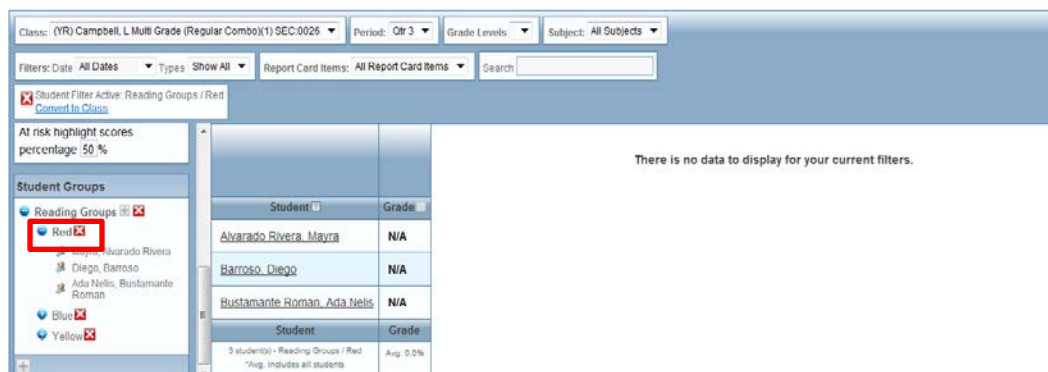 Class: (YR) Campbell, L Multi Grade (Regular Combo)(1) SEC:0026 Period: Qtr 3 Grade Levels Subject: All Subjects
Filters: Date All Dates Types Show All Report Card Items: All Report Card Items Search
Student Filter Active: Reading Groups / Red
Convert to Class
At risk highlight scores
percentage 50 %
There is no data to display for your current filters.
Student Groups
Reading Groups
Red
Mayra, Alvarado Rivera
Diego, Barroso
Ada Nelis, Bustamante
Roman
Blue
Yellow
Student Grade
Alvarado Rivera, Mayra N/A
Barroso, Diego N/A
Bustamante Roman, Ada Nelis N/A
Student Grade
3 student(s) - Reading Groups / Red Avg: 0.0%
*Avg. includes all students